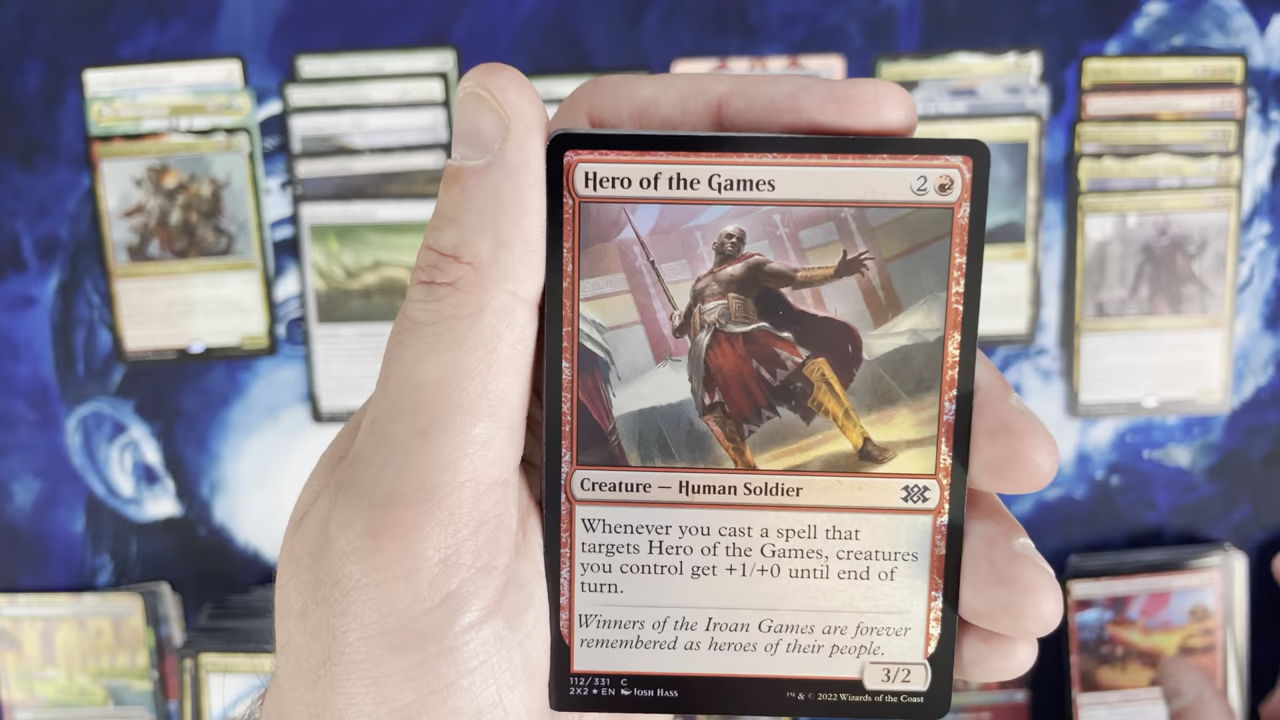 Hero of the Games 2
Creature — Human Soldier
Whenever you cast a spell that
targets Hero of the Games, creatures
you control get +1/+0 until end of
turn.
Winners of the Iroan Games are forever
remembered as heroes of their people.
3/2
112/331 C
2X2 ★ EN Josh Hass
™ & © 2022 Wizards of the Coast